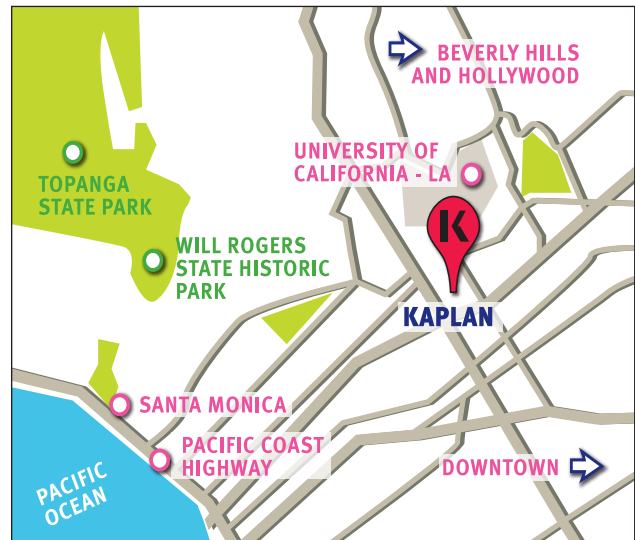 BEVERLY HILLS
AND HOLLYWOOD
UNIVERSITY OF
CALIFORNIA - LA
TOPANGA
STATE PARK
K
WILL ROGERS
STATE HISTORIC
PARK
KAPLAN
SANTA MONICA
PACIFIC COAST
HIGHWAY
DOWNTOWN
PACIFIC
OCEAN